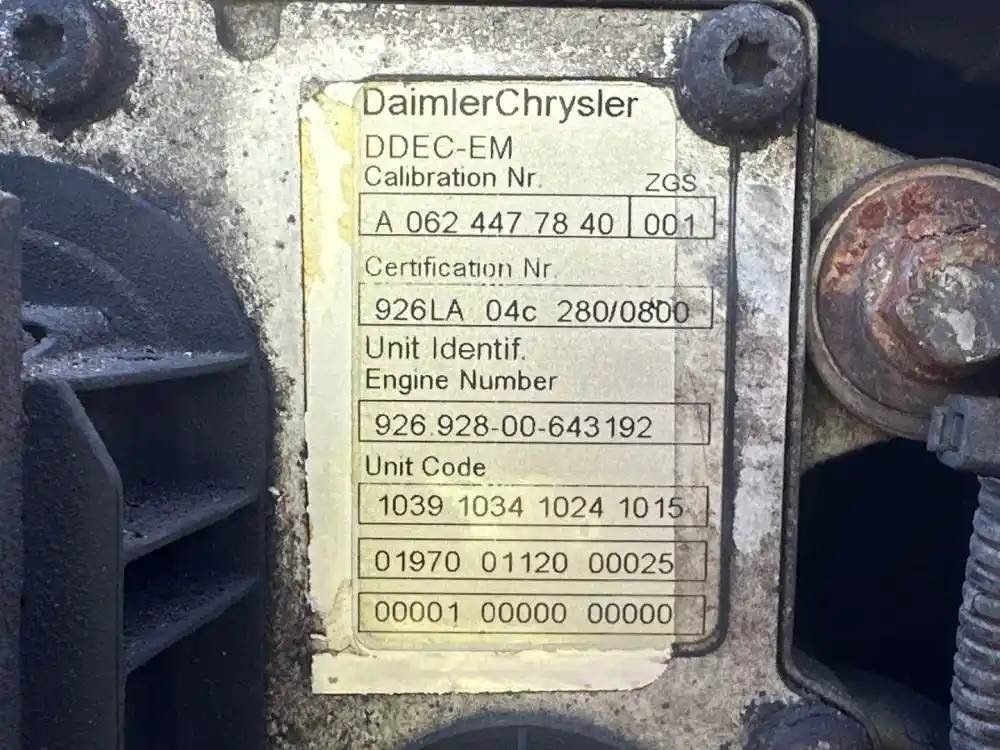 DaimlerChrysler
DDEC-EM
Calibration Nr. ZGS
A 062 447 78 40 001
Certification Nr.
926LA 04c 280/0800
Unit Identif.
Engine Number
926.928-00-643192
Unit Code
1039 1034 1024 1015
01970 01120 00025
00001 00000 00000